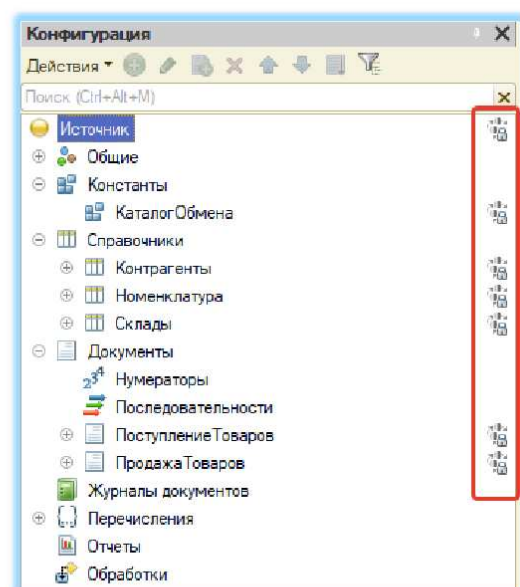 Конфигурация
Действия
Поиск (Ctrl+Alt+M)
Источник
Общие
Константы
КаталогОбмена
Справочники
Контрагенты
Номенклатура
Склады
Документы
Нумераторы
Последовательности
ПоступлениеТоваров
ПродажаТоваров
Журналы документов
Перечисления
Отчеты
Обработки